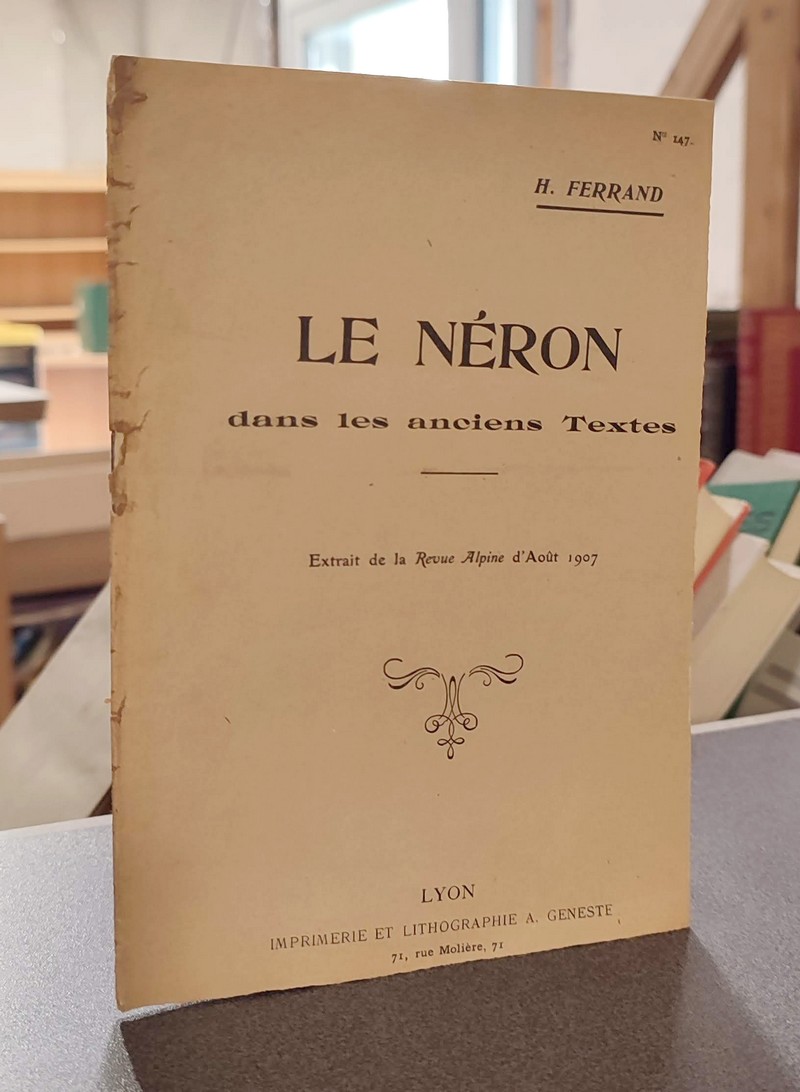 N° 147.
H. FERRAND
LE NÉRON
dans les anciens Textes
Extrait de la Revue Alpine d'Août 1907
LYON
IMPRIMERIE ET LITHOGRAPHIE A. GENESTE
71, rue Molière, 71